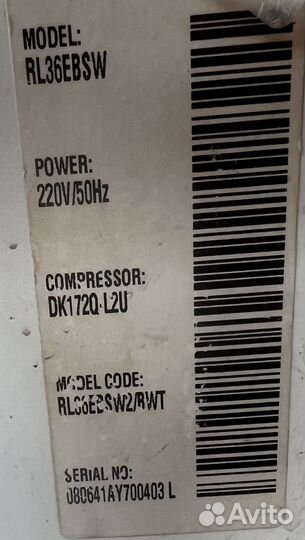 MODEL:
RL36EBSW
POWER:
220V/50Hz
COMPRESSOR:
DK172Q-L2U
MODEL CODE:
RL36EBSW2/BWT
SERIAL NO:
080641AY700403 L
Avito